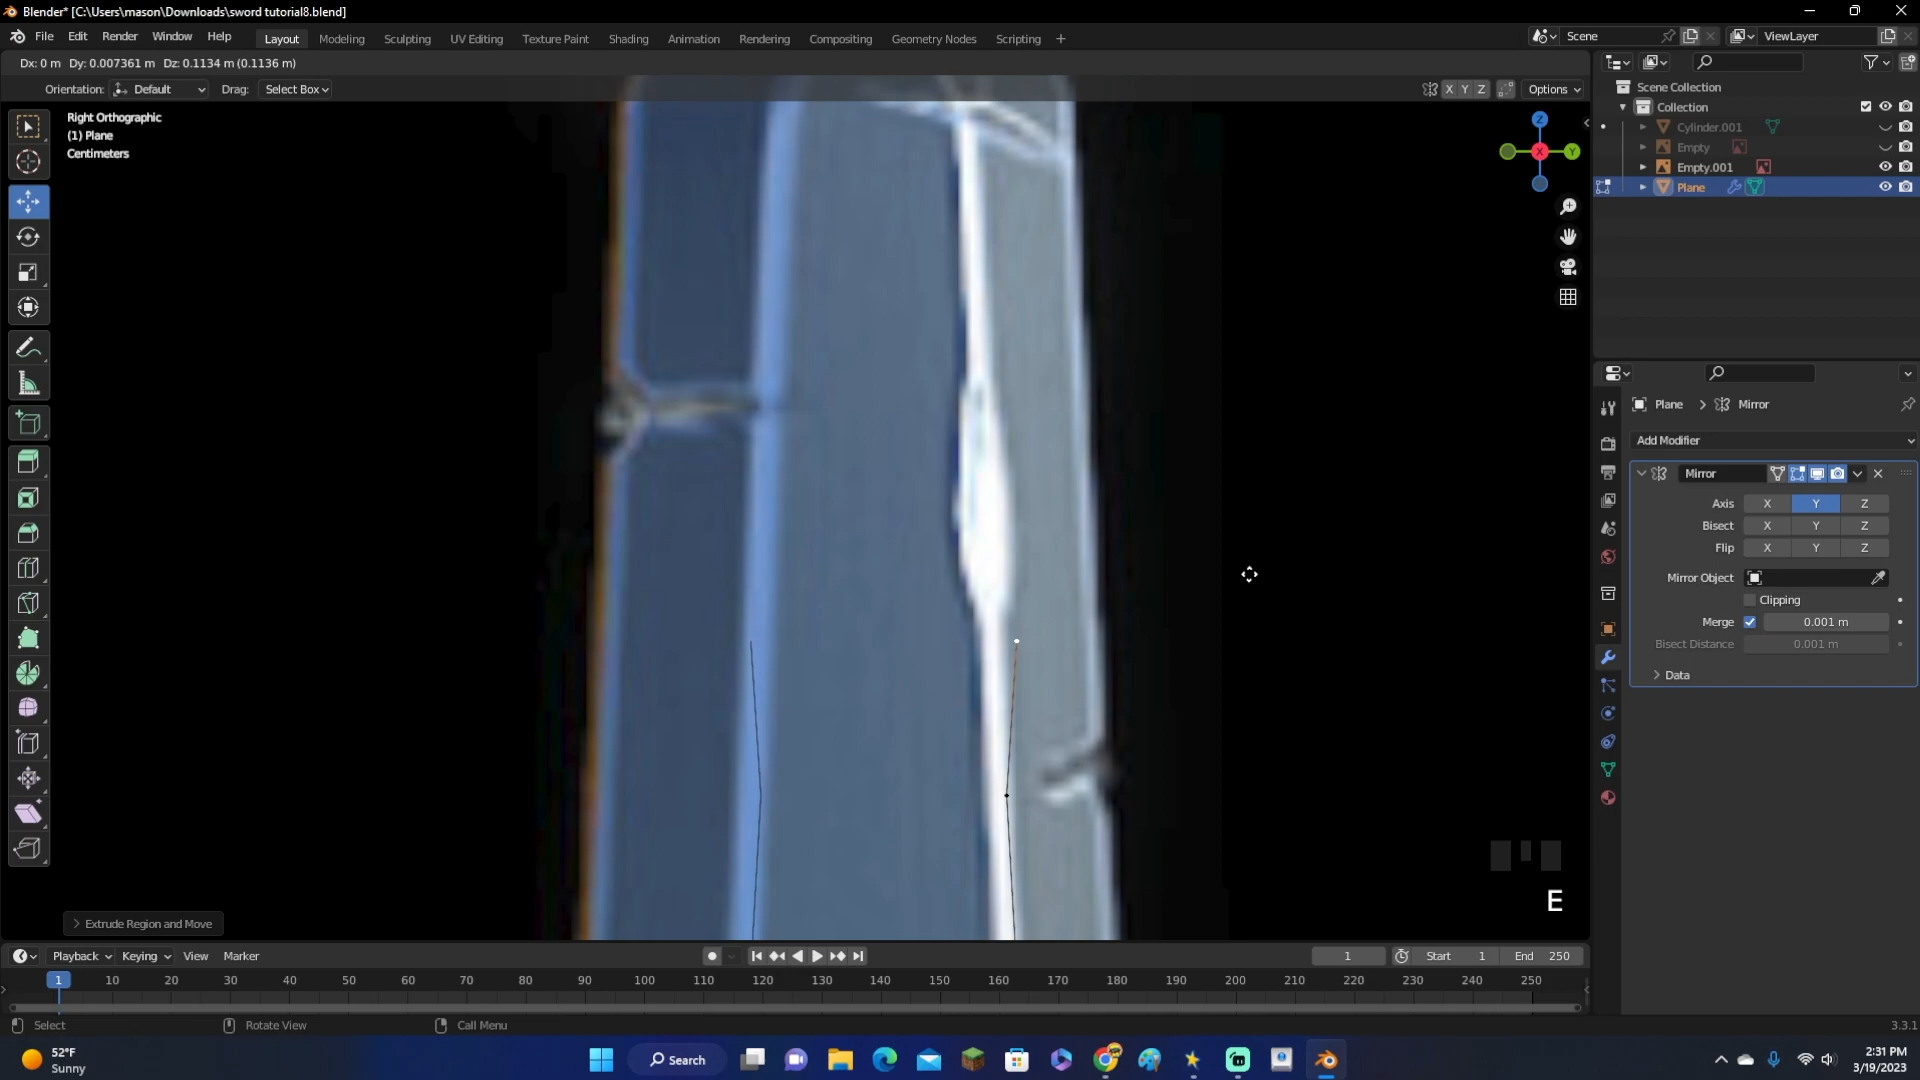 Blender* [C:\Users\mason\Downloads\sword tutorial8.blend]
File Edit Render Window Help Layout Modeling Sculpting UV Editing Texture Paint Shading Animation Rendering Compositing Geometry Nodes Scripting + Scene ViewLayer
Dx: 0 m Dy: 0.007361 m Dz: 0.1134 m (0.1136 m)
Orientation: Default Drag: Select Box X Y Z Options
Right Orthographic
(1) Plane
Centimeters
Z
X
Y
Scene Collection
Collection
Cylinder.001
Empty
Empty.001
Plane
Plane > Mirror
Add Modifier
Mirror
Axis X Y Z
Bisect X Y Z
Flip X Y Z
Mirror Object
Clipping
Merge 0.001 m
Bisect Distance 0.001 m
> Data
E
> Extrude Region and Move
Playback Keying View Marker 1 Start 1 End 250
1 10 20 30 40 50 60 70 80 90 100 110 120 130 140 150 160 170 180 190 200 210 220 230 240 250
Select Rotate View Call Menu 3.3.1
52°F
Sunny
Search
2:31 PM
3/19/2023